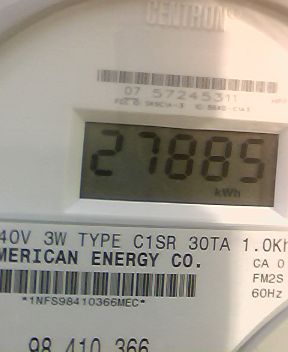 CENTRON
07 57245311
27885
kWh
40V 3W TYPE C1SR 30TA 1.0Kh
MERICAN ENERGY CO.
CA 0
FM2S
*1NFS98410366MEC*
60Hz
98 410 366